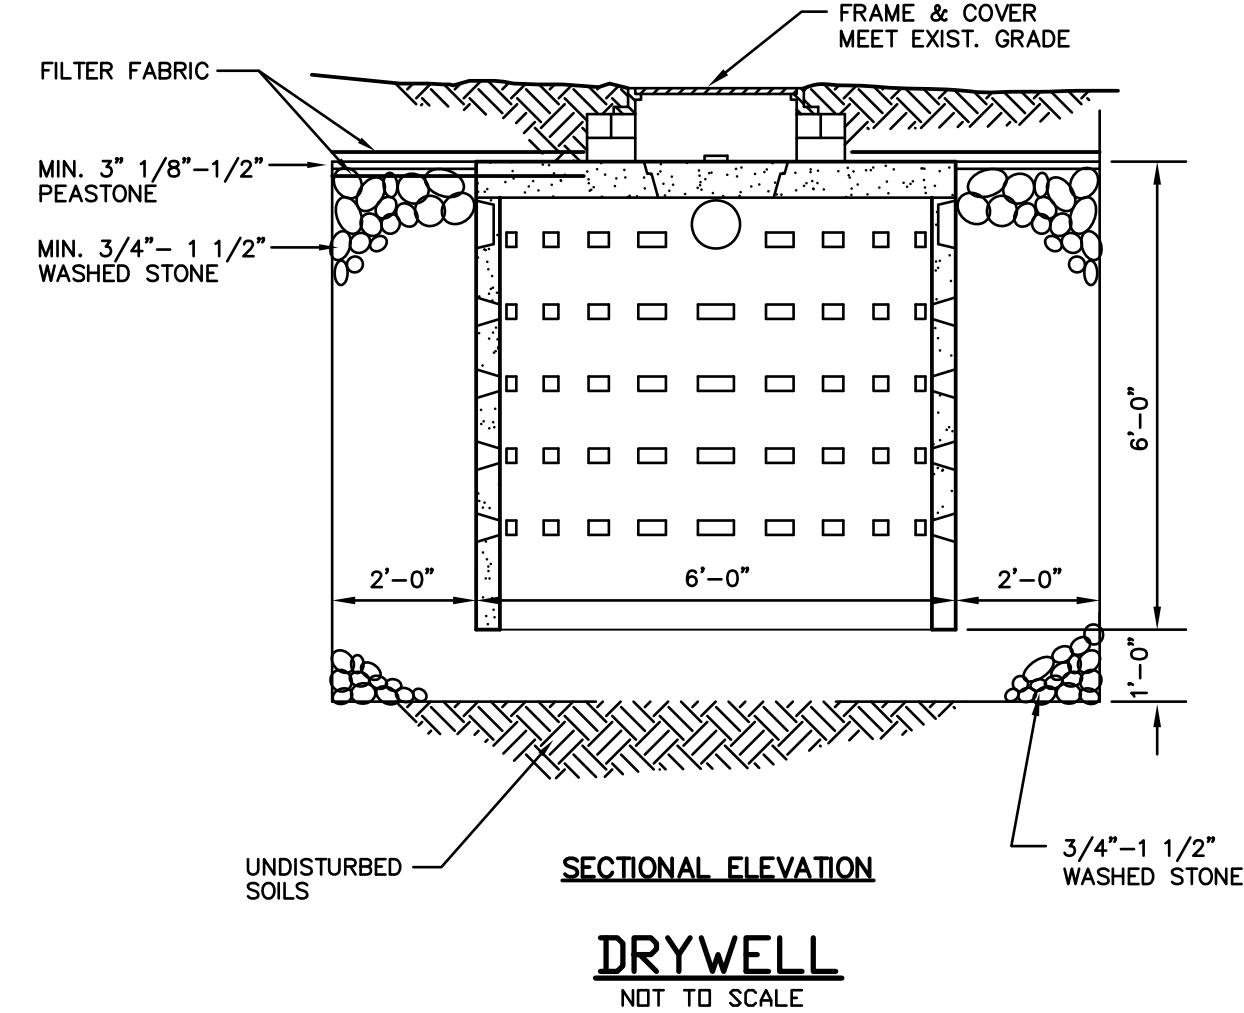 FRAME & COVER
MEET EXIST. GRADE
FILTER FABRIC
MIN. 3" 1/8"-1/2"
PEASTONE
MIN. 3/4"- 1 1/2"
WASHED STONE
6'-0"
2'-0"
6'-0"
2'-0"
1'-0"
UNDISTURBED
SOILS
SECTIONAL ELEVATION
3/4"-1 1/2"
WASHED STONE
DRYWELL
NOT TO SCALE